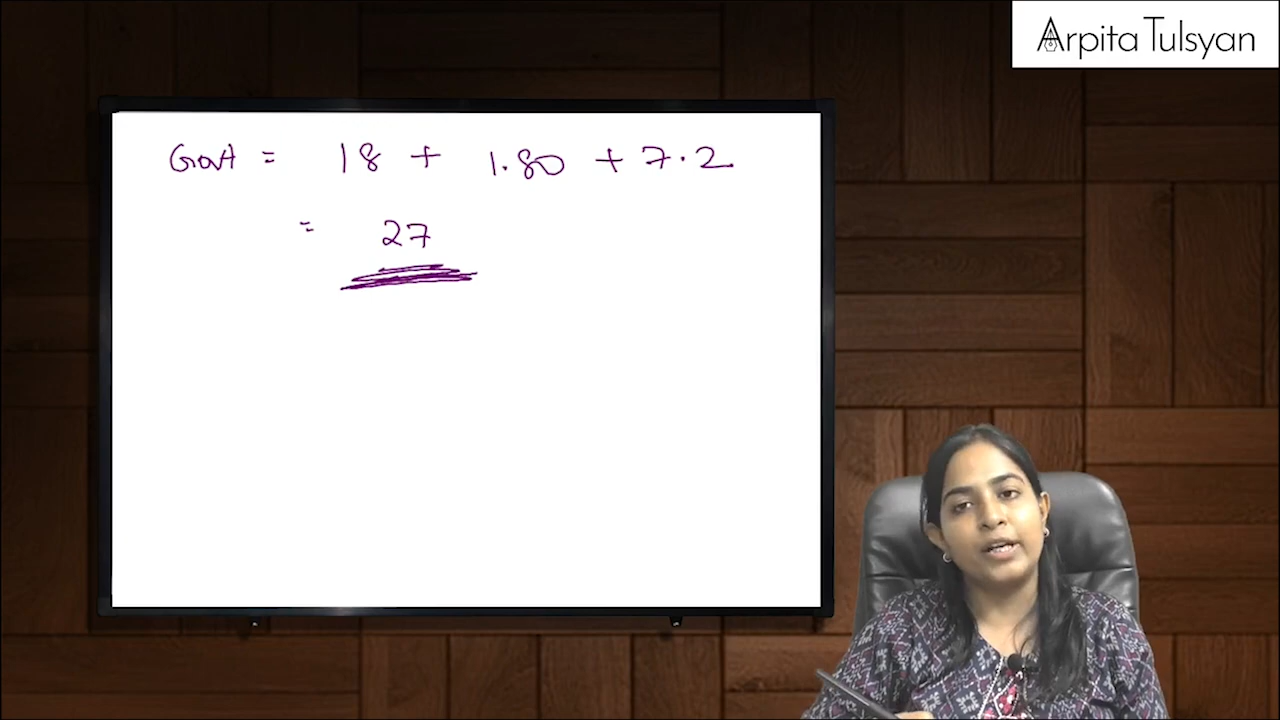 Arpita Tulsyan
Govt = 18 + 1.80 + 7.2
= 27